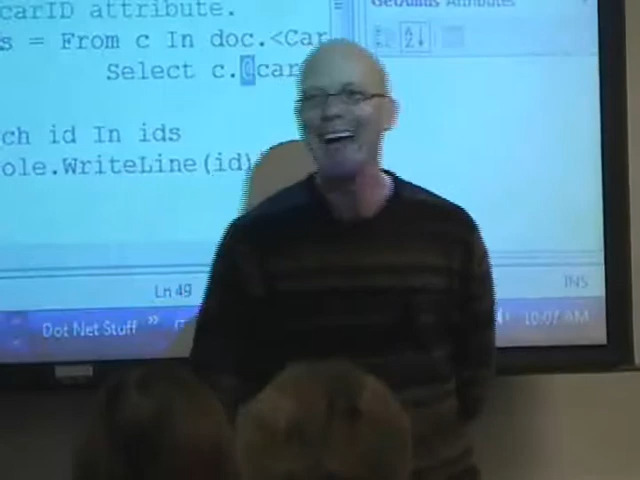 carID attribute.
s = From c In doc.<Car
Select c.@car
ch id In ids
ole.WriteLine(id)
Ln 49
INS
Dot Net Stuff »
10:07 AM
Attributes